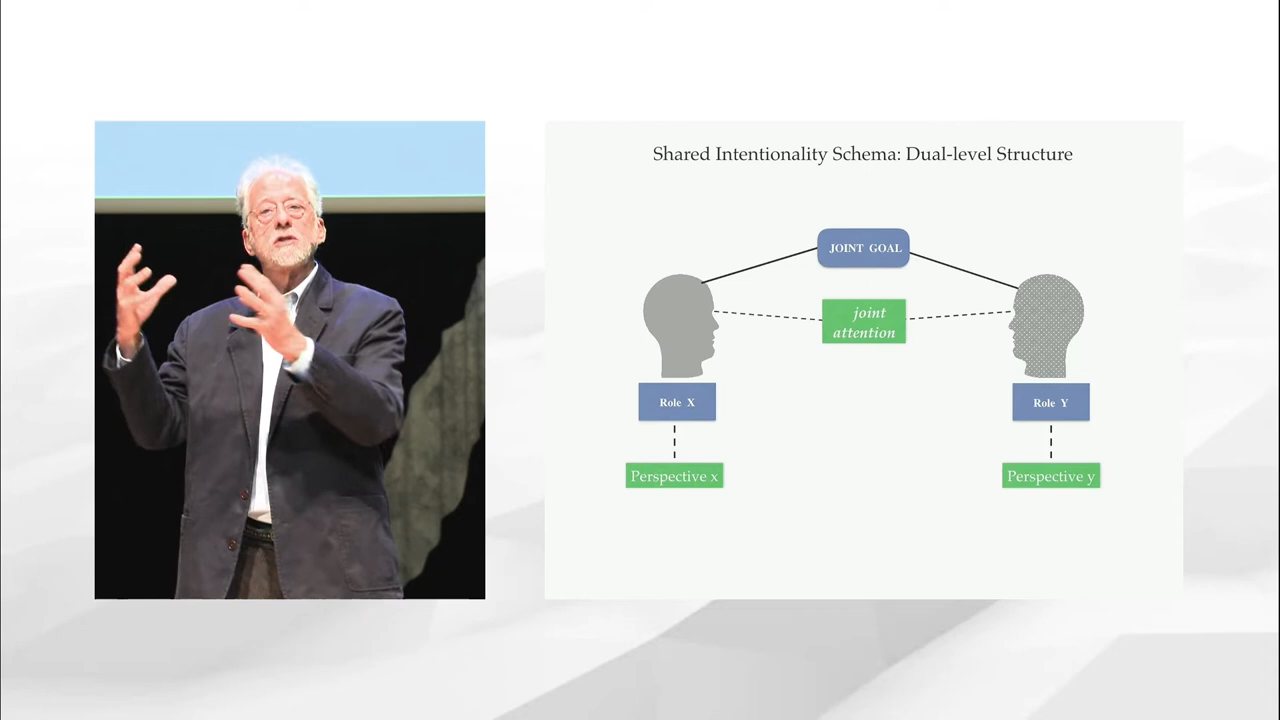 Shared Intentionality Schema: Dual-level Structure
JOINT GOAL
joint
attention
Role X
Role Y
Perspective x
Perspective y